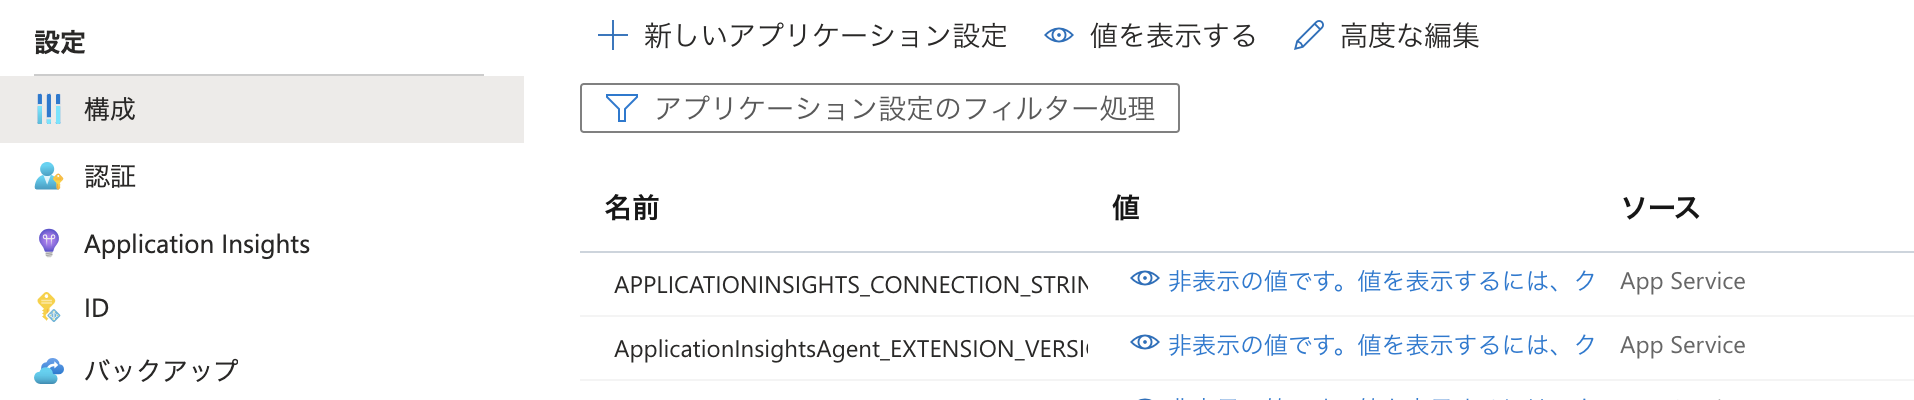 設定
構成
認証
Application Insights
ID
バックアップ
新しいアプリケーション設定 値を表示する 高度な編集
アプリケーション設定のフィルター処理
名前 値 ソース
APPLICATIONINSIGHTS_CONNECTION_STRIN 非表示の値です。値を表示するには、ク App Service
ApplicationInsightsAgent_EXTENSION_VERSI 非表示の値です。値を表示するには、ク App Service